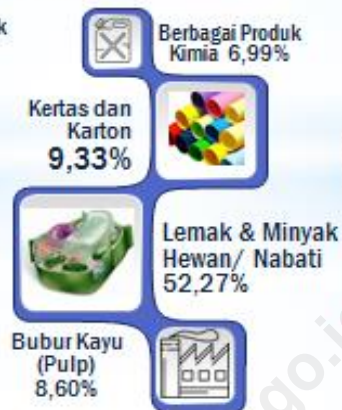 k
Berbagai Produk
Kimia 6,99%
Kertas dan
Karton
9,33%
Lemak & Minyak
Hewan/ Nabati
52,27%
Bubur Kayu
(Pulp)
8,60%
go.i